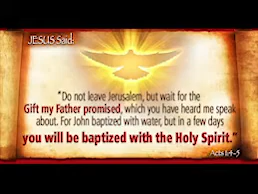 JESUS Said:
"Do not leave Jerusalem, but wait for the
Gift my Father promised, which you have heard me speak
about. For John baptized with water, but in a few days
you will be baptized with the Holy Spirit."
Acts 1:4-5